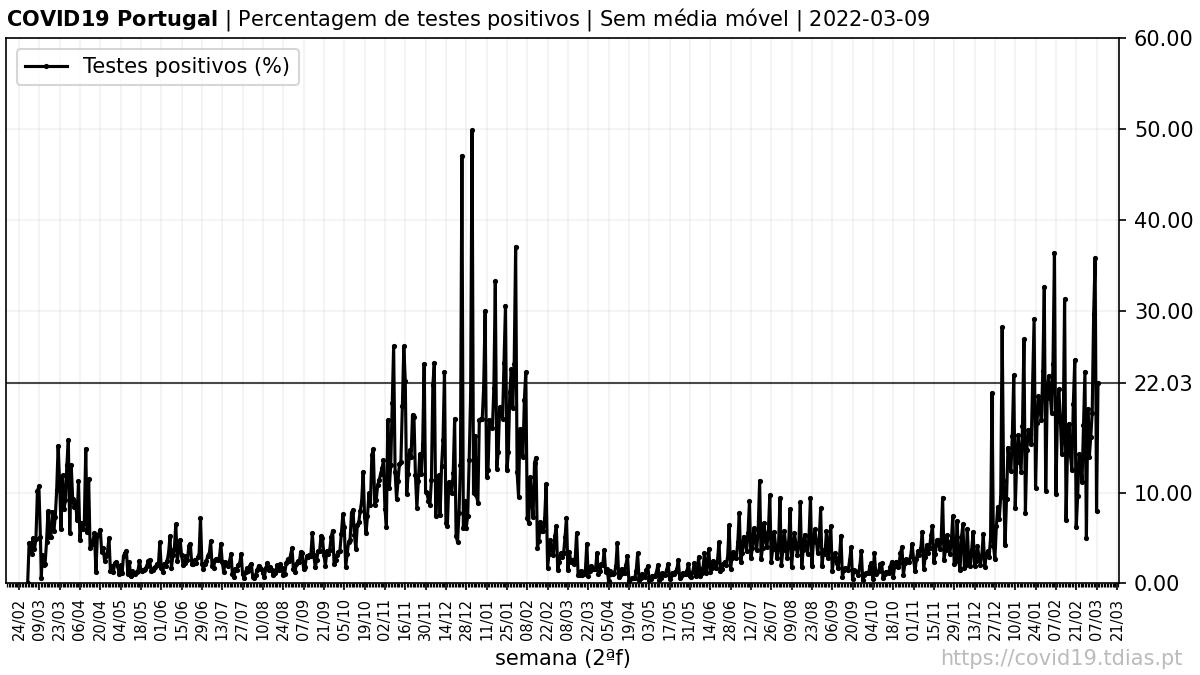 COVID19 Portugal | Percentagem de testes positivos | Sem média móvel | 2022-03-09
Testes positivos (%)
60.00
50.00
40.00
30.00
22.03
10.00
0.00
24/02 09/03 23/03 06/04 20/04 04/05 18/05 01/06 15/06 29/06 13/07 27/07 10/08 24/08 07/09 21/09 05/10 19/10 02/11 16/11 30/11 14/12 28/12 11/01 25/01 08/02 22/02 08/03 22/03 05/04 19/04 03/05 17/05 31/05 14/06 28/06 12/07 26/07 09/08 23/08 06/09 20/09 04/10 18/10 01/11 15/11 29/11 13/12 27/12 10/01 24/01 07/02 21/02 07/03 21/03
semana (2ªf)
https://covid19.tdias.pt